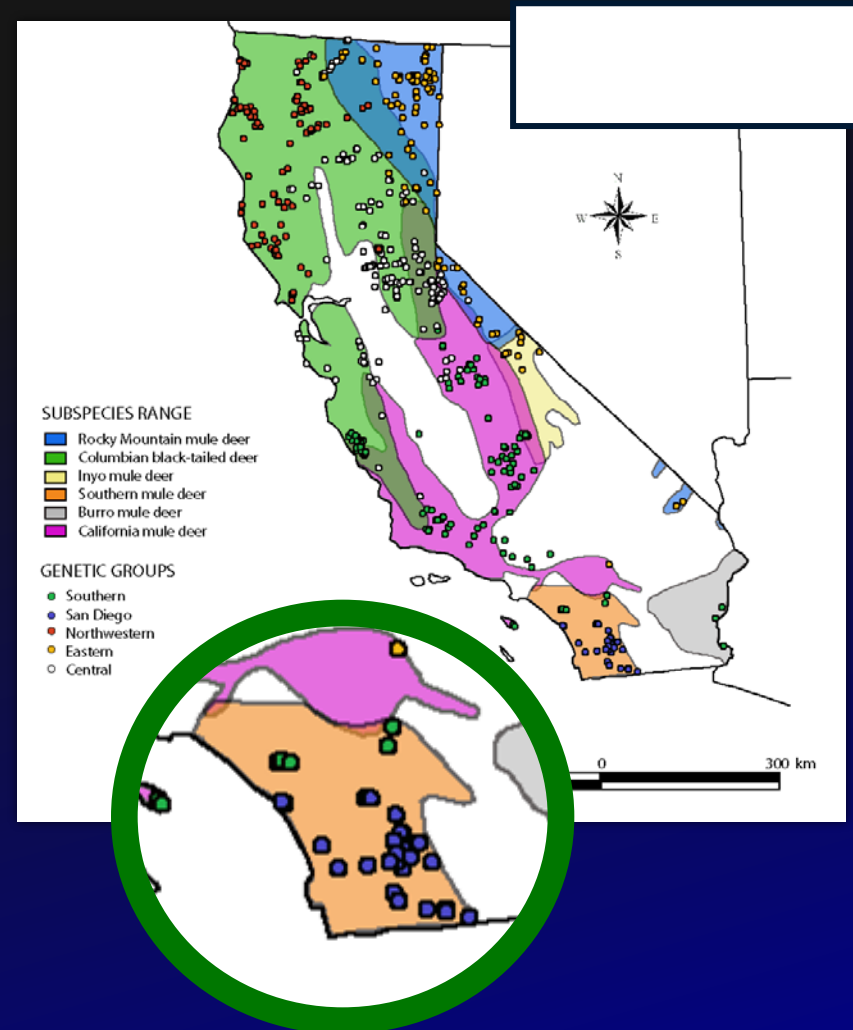 N
W E
S
SUBSPECIES RANGE
Rocky Mountain mule deer
Columbian black-tailed deer
Inyo mule deer
Southern mule deer
Burro mule deer
California mule deer
GENETIC GROUPS
Southern
San Diego
Northwestern
Eastern
Central
0 300 km